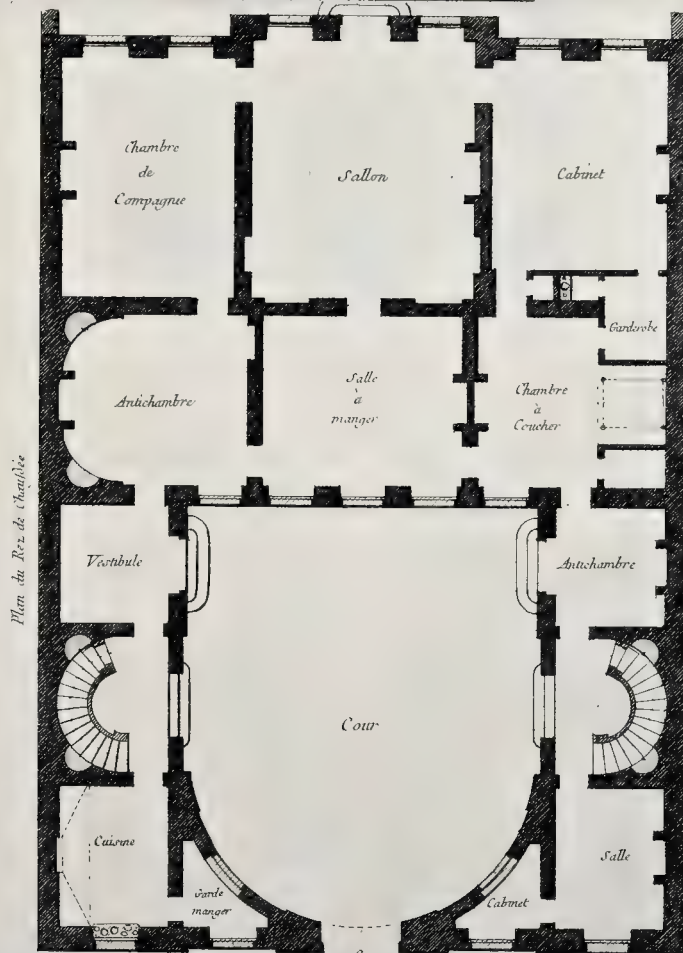 Plan du Rez de Chaussée
Chambre
de
Compagnie
Sallon
Cabinet
Garderobe
Antichambre
Salle
à
manger
Chambre
à
Coucher
Vestibule
Antichambre
Cour
Cuisine
Garde
manger
Cabinet
Salle